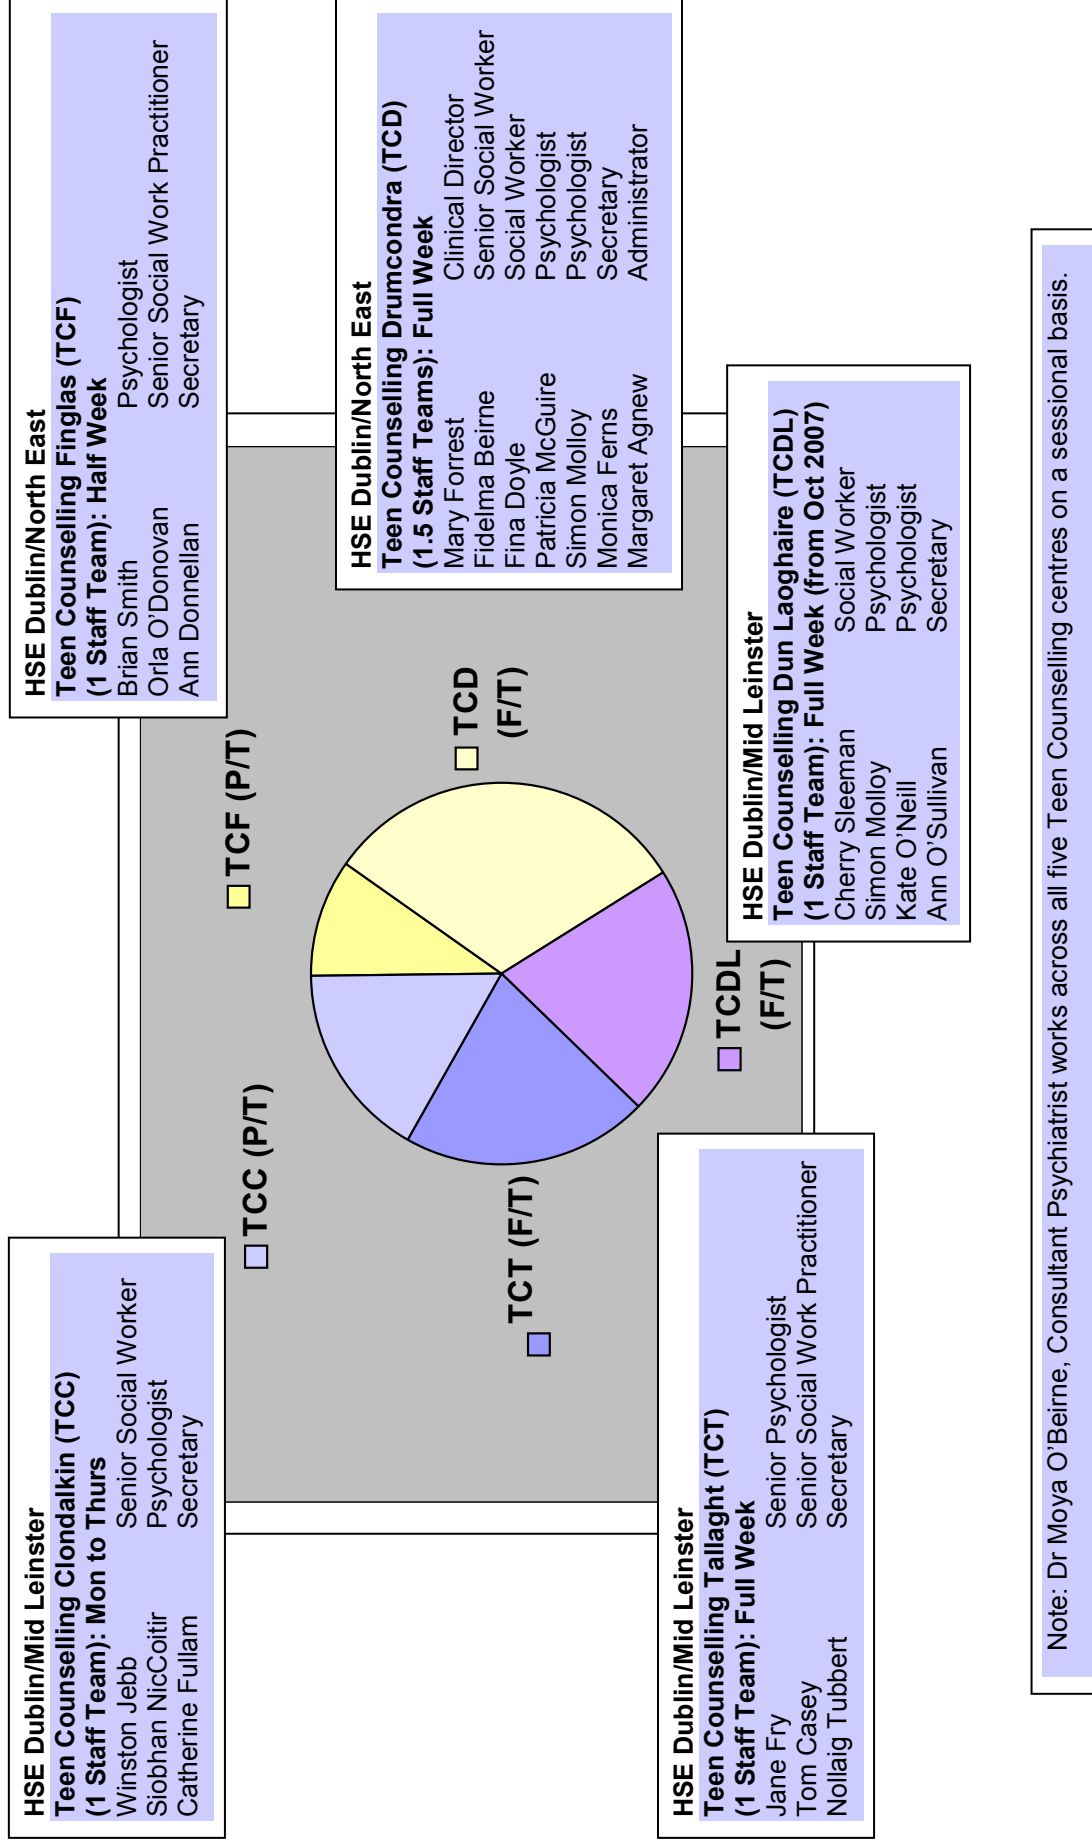 HSE Dublin/Mid Leinster
Teen Counselling Clondalkin (TCC)
(1 Staff Team): Mon to Thurs
Winston Jebb Senior Social Worker
Siobhan NicCoitir Psychologist
Catherine Fullam Secretary
HSE Dublin/North East
Teen Counselling Finglas (TCF)
(1 Staff Team): Half Week
Brian Smith Psychologist
Orla O’Donovan Senior Social Work Practitioner
Ann Donnellan Secretary
TCC (P/T)
TCF (P/T)
TCD
(F/T)
TCT (F/T)
TCDL
(F/T)
HSE Dublin/North East
Teen Counselling Drumcondra (TCD)
(1.5 Staff Teams): Full Week
Mary Forrest Clinical Director
Fidelma Beirne Senior Social Worker
Fina Doyle Social Worker
Patricia McGuire Psychologist
Simon Molloy Psychologist
Monica Ferns Secretary
Margaret Agnew Administrator
HSE Dublin/Mid Leinster
Teen Counselling Tallaght (TCT)
(1 Staff Team): Full Week
Jane Fry Senior Psychologist
Tom Casey Senior Social Work Practitioner
Nollaig Tubbert Secretary
HSE Dublin/Mid Leinster
Teen Counselling Dun Laoghaire (TCDL)
(1 Staff Team): Full Week (from Oct 2007)
Cherry Sleeman Social Worker
Simon Molloy Psychologist
Kate O’Neill Psychologist
Ann O’Sullivan Secretary
Note: Dr Moya O’Beirne, Consultant Psychiatrist works across all five Teen Counselling centres on a sessional basis.